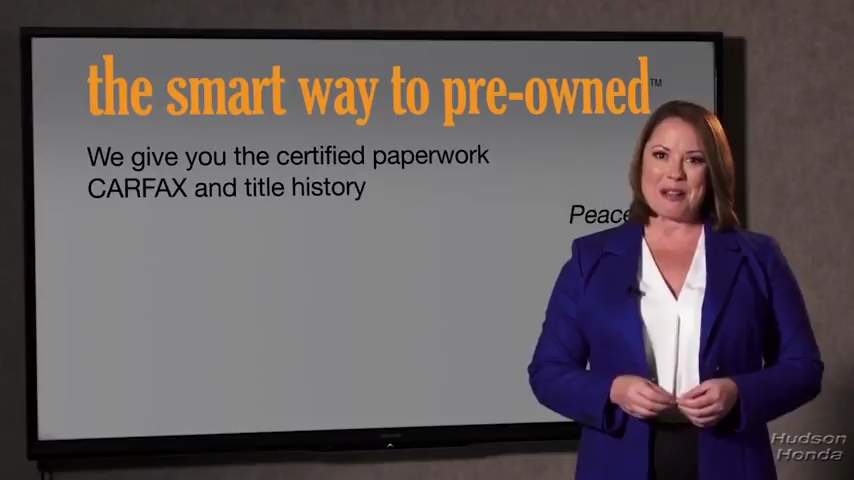 the smart way to pre-owned™
We give you the certified paperwork
CARFAX and title history
Peace
Hudson
Honda